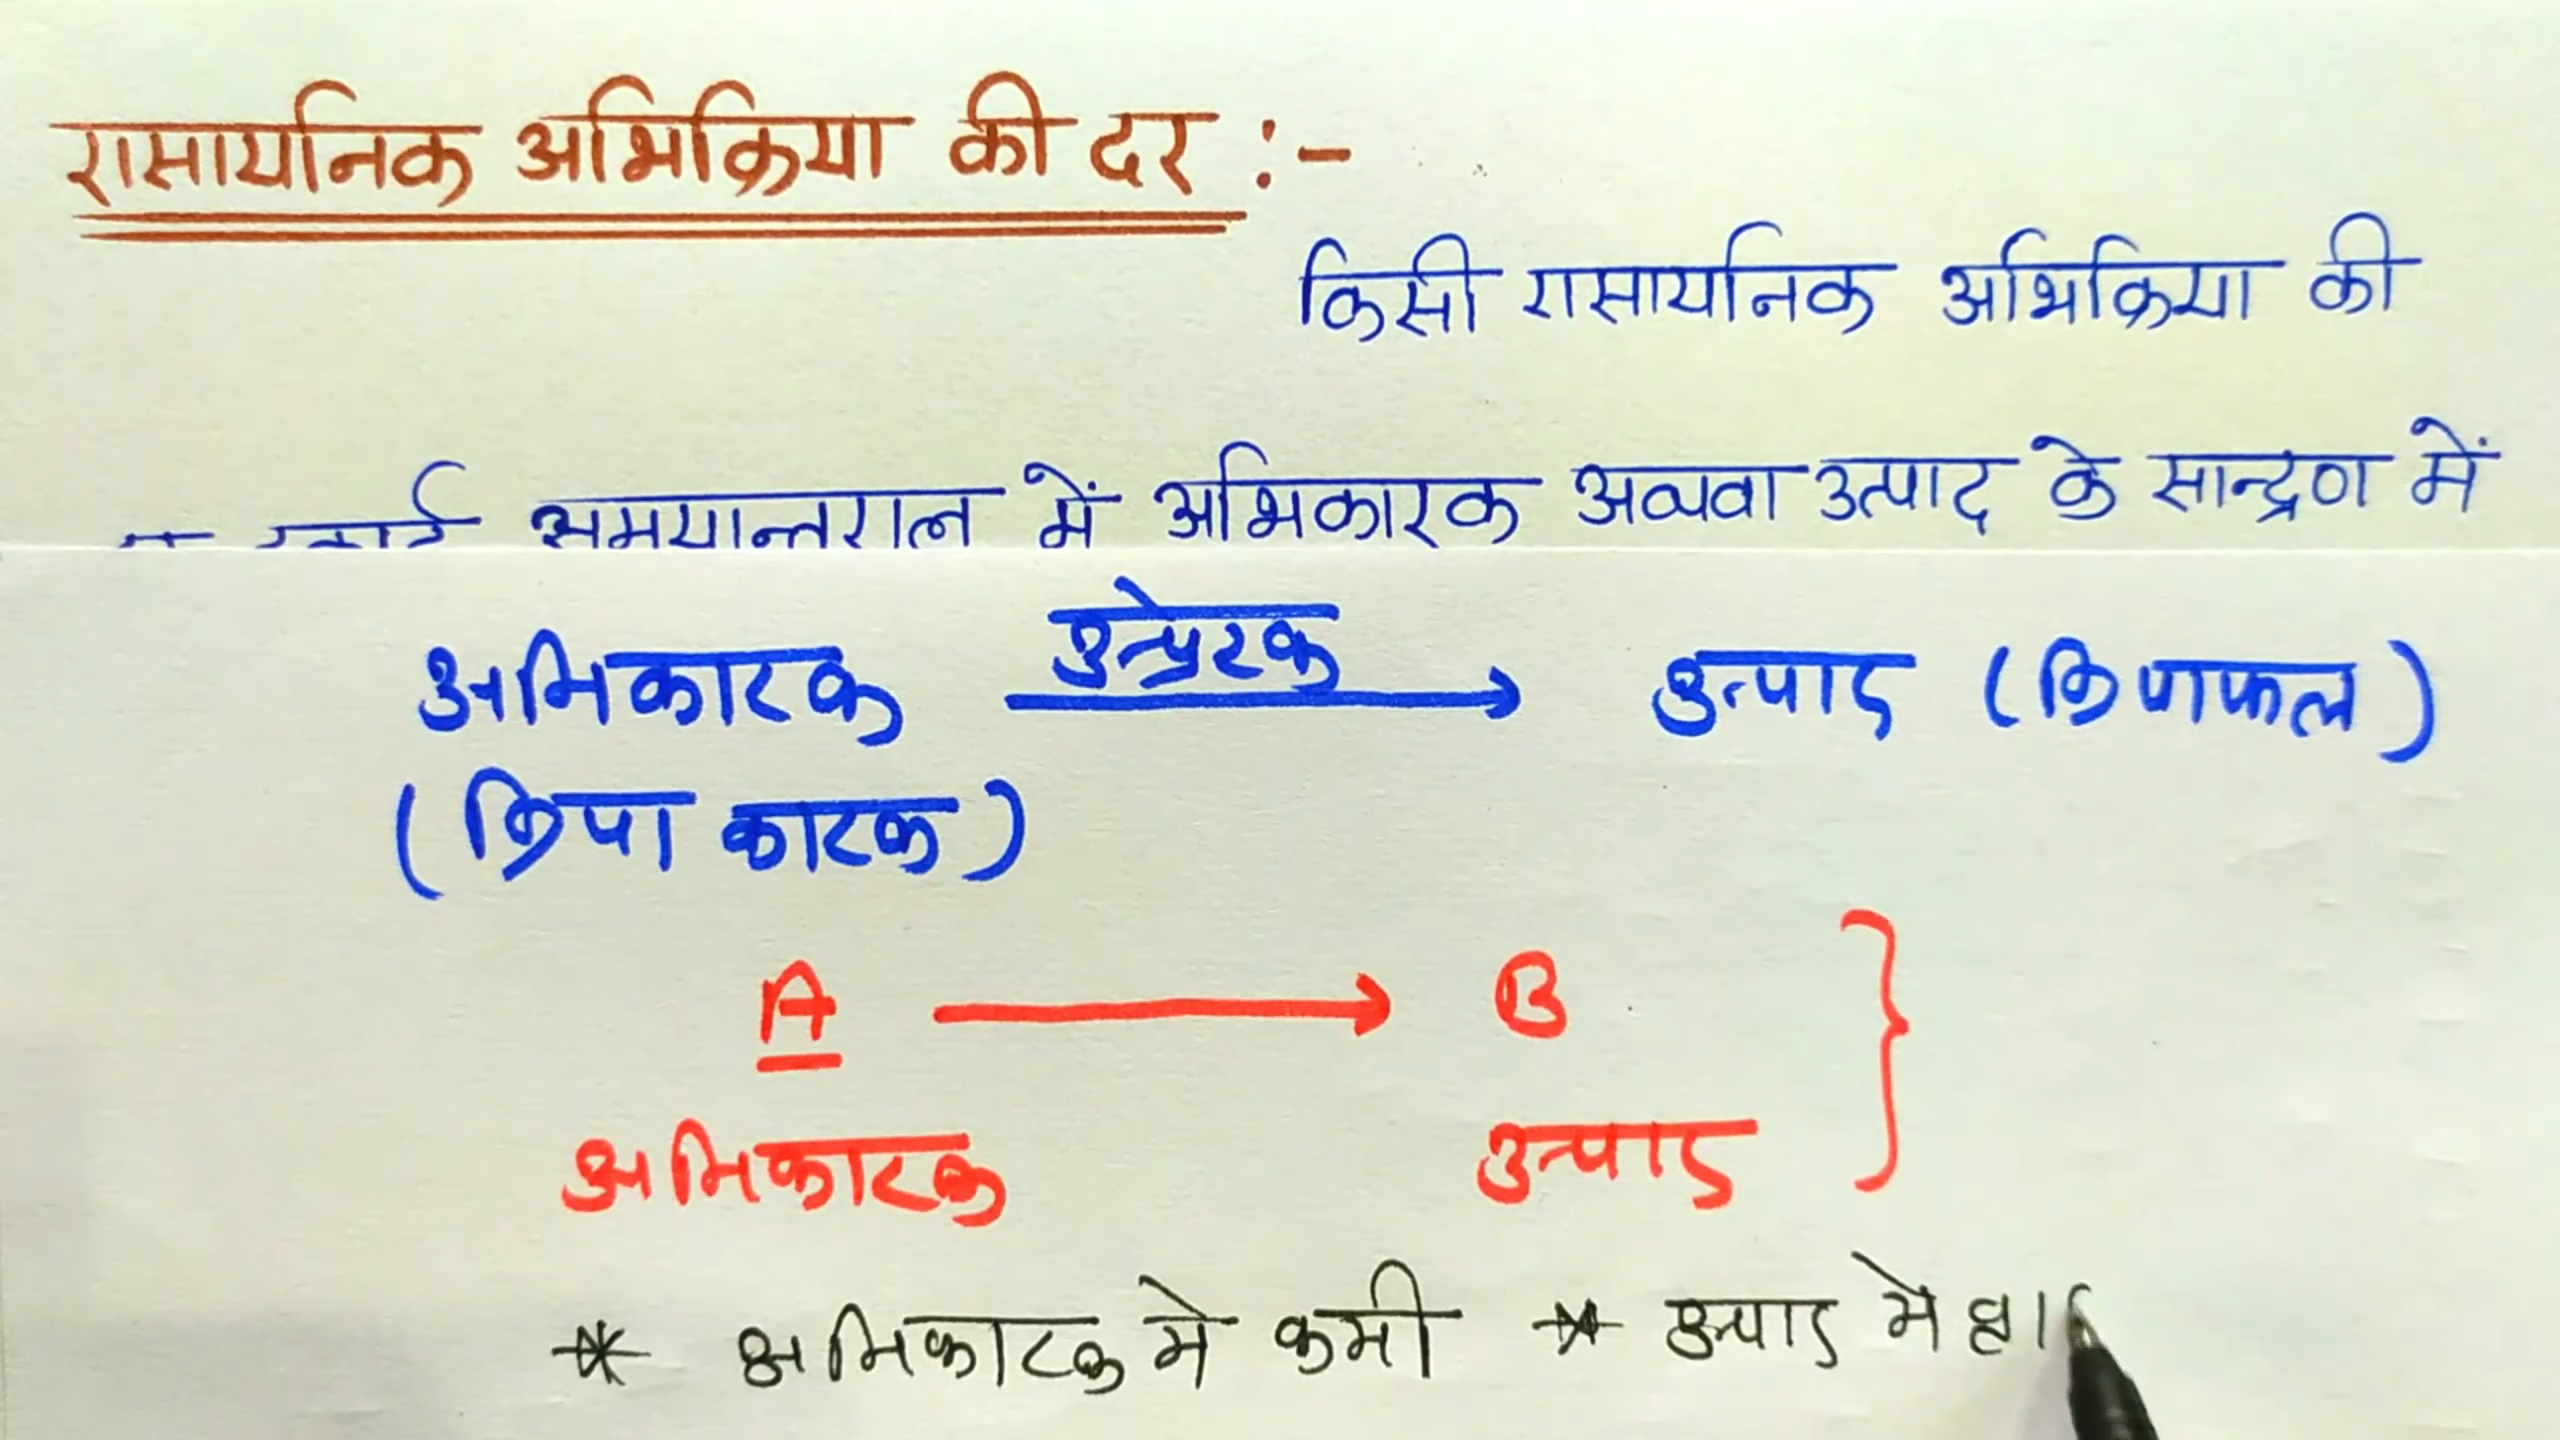 रासायनिक अभिक्रिया की दर :-
किसी रासायनिक अभिक्रिया की
समयान्तराल में अभिकारक अथवा उत्पाद के सान्द्रण में
उत्प्रेरक
अभिकारक → उत्पाद (क्रियाफल)
(क्रिया कारक)
A → B
अभिकारक उत्पाद
* अभिकारक मे कमी * उत्पाद मे